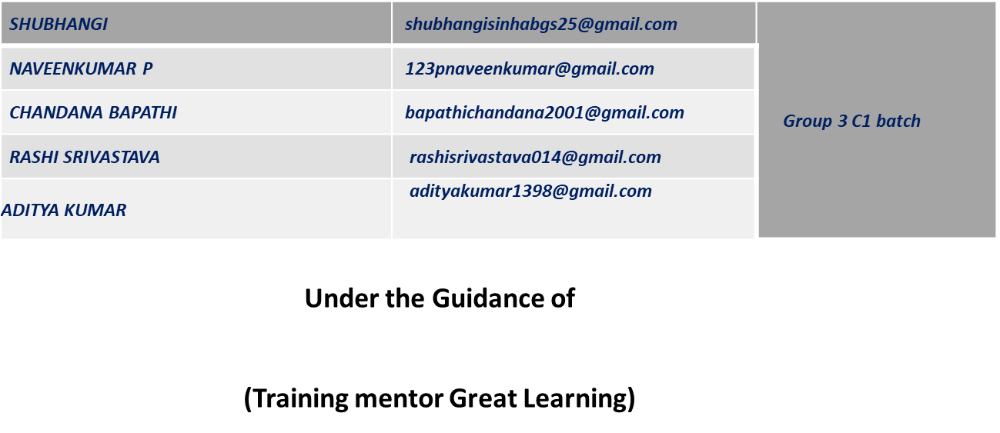 SHUBHANGI shubhangisinhabgs25@gmail.com
NAVEENKUMAR P 123pnaveenkumar@gmail.com
CHANDANA BAPATHI bapathichandana2001@gmail.com
Group 3 C1 batch
RASHI SRIVASTAVA rashisrivastava014@gmail.com
ADITYA KUMAR adityakumar1398@gmail.com
Under the Guidance of
(Training mentor Great Learning)